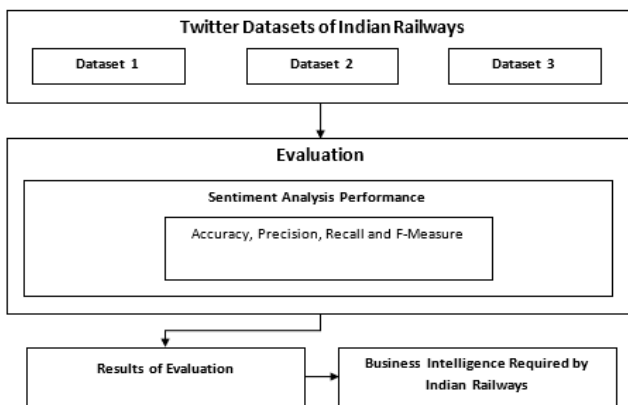 Twitter Datasets of Indian Railways
Dataset 1
Dataset 2
Dataset 3
Evaluation
Sentiment Analysis Performance
Accuracy, Precision, Recall and F-Measure
Results of Evaluation
Business Intelligence Required by
Indian Railways